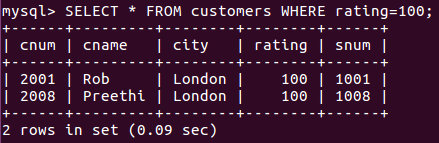 mysql> SELECT * FROM customers WHERE rating=100;
+------+---------+--------+--------+------+
| cnum | cname   | city   | rating | snum |
+------+---------+--------+--------+------+
| 2001 | Rob     | London |    100 | 1001 |
| 2008 | Preethi | London |    100 | 1008 |
+------+---------+--------+--------+------+
2 rows in set (0.09 sec)